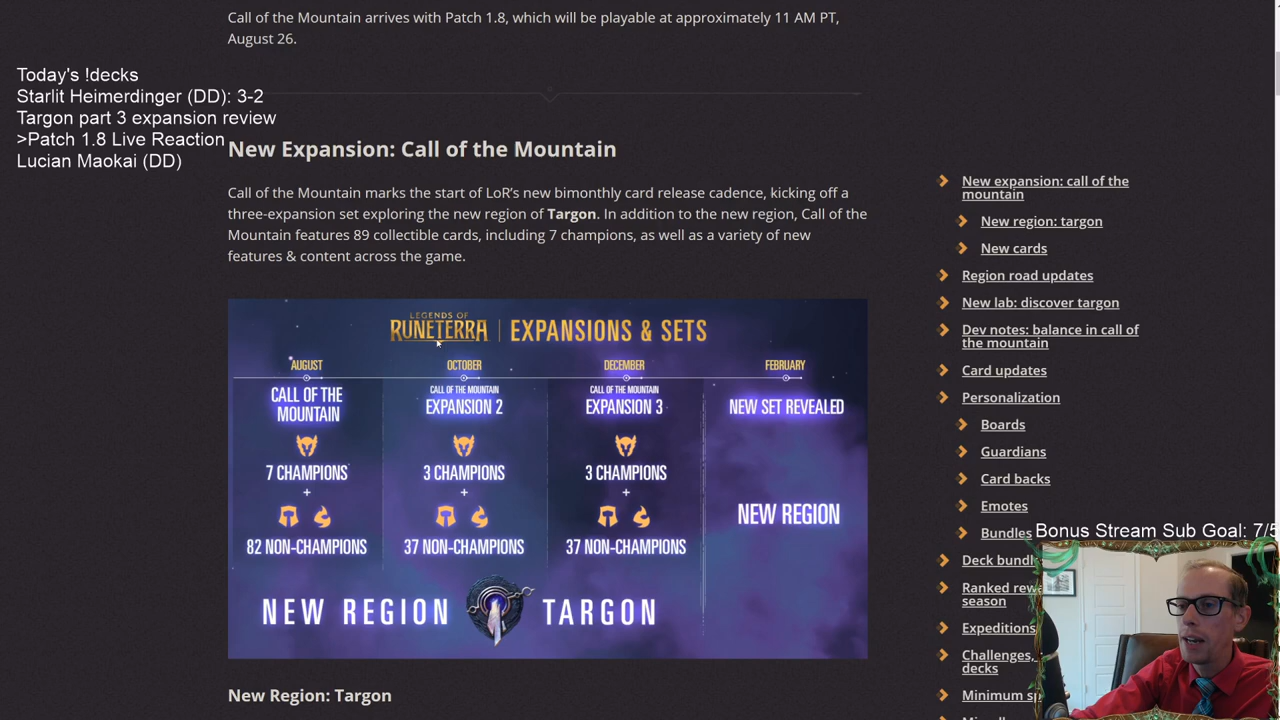 Call of the Mountain arrives with Patch 1.8, which will be playable at approximately 11 AM PT,
August 26.
Today's !decks
Starlit Heimerdinger (DD): 3-2
Targon part 3 expansion review
>Patch 1.8 Live Reaction
Lucian Maokai (DD)
New Expansion: Call of the Mountain
Call of the Mountain marks the start of LoR's new bimonthly card release cadence, kicking off a
three-expansion set exploring the new region of Targon. In addition to the new region, Call of the
Mountain features 89 collectible cards, including 7 champions, as well as a variety of new
features & content across the game.
LEGENDS OF
RUNETERRA | EXPANSIONS & SETS
AUGUST
CALL OF THE
MOUNTAIN
7 CHAMPIONS
+
82 NON-CHAMPIONS
OCTOBER
CALL OF THE MOUNTAIN
EXPANSION 2
3 CHAMPIONS
+
37 NON-CHAMPIONS
DECEMBER
CALL OF THE MOUNTAIN
EXPANSION 3
3 CHAMPIONS
+
37 NON-CHAMPIONS
FEBRUARY
NEW SET REVEALED
NEW REGION
NEW REGION TARGON
New Region: Targon
New expansion: call of the
mountain
New region: targon
New cards
Region road updates
New lab: discover targon
Dev notes: balance in call of
the mountain
Card updates
Personalization
Boards
Guardians
Card backs
Emotes
Bundles
Bonus Stream Sub Goal: 7/5
Deck bundl
Ranked rew
season
Expeditions
Challenges,
decks
Minimum sp